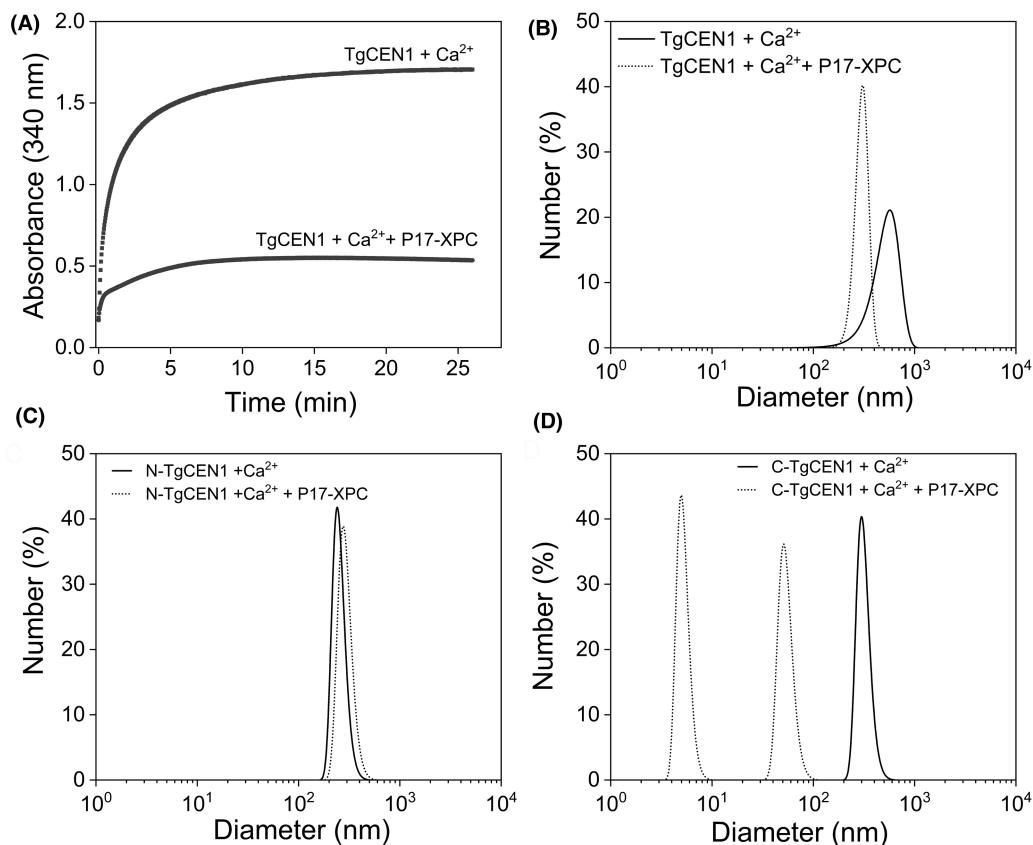 (A)
2.0
1.5
1.0
0.5
0.0
Absorbance (340 nm)
TgCEN1 + Ca²⁺
TgCEN1 + Ca²⁺+ P17-XPC
0 5 10 15 20 25
Time (min)
(B)
50
40
30
20
10
0
Number (%)
TgCEN1 + Ca²⁺
TgCEN1 + Ca²⁺+ P17-XPC
10⁰ 10¹ 10² 10³ 10⁴
Diameter (nm)
(C)
50
40
30
20
10
0
Number (%)
N-TgCEN1 +Ca²⁺
N-TgCEN1 +Ca²⁺ + P17-XPC
10⁰ 10¹ 10² 10³ 10⁴
Diameter (nm)
(D)
50
40
30
20
10
0
Number (%)
C-TgCEN1 + Ca²⁺
C-TgCEN1 + Ca²⁺ + P17-XPC
10⁰ 10¹ 10² 10³ 10⁴
Diameter (nm)